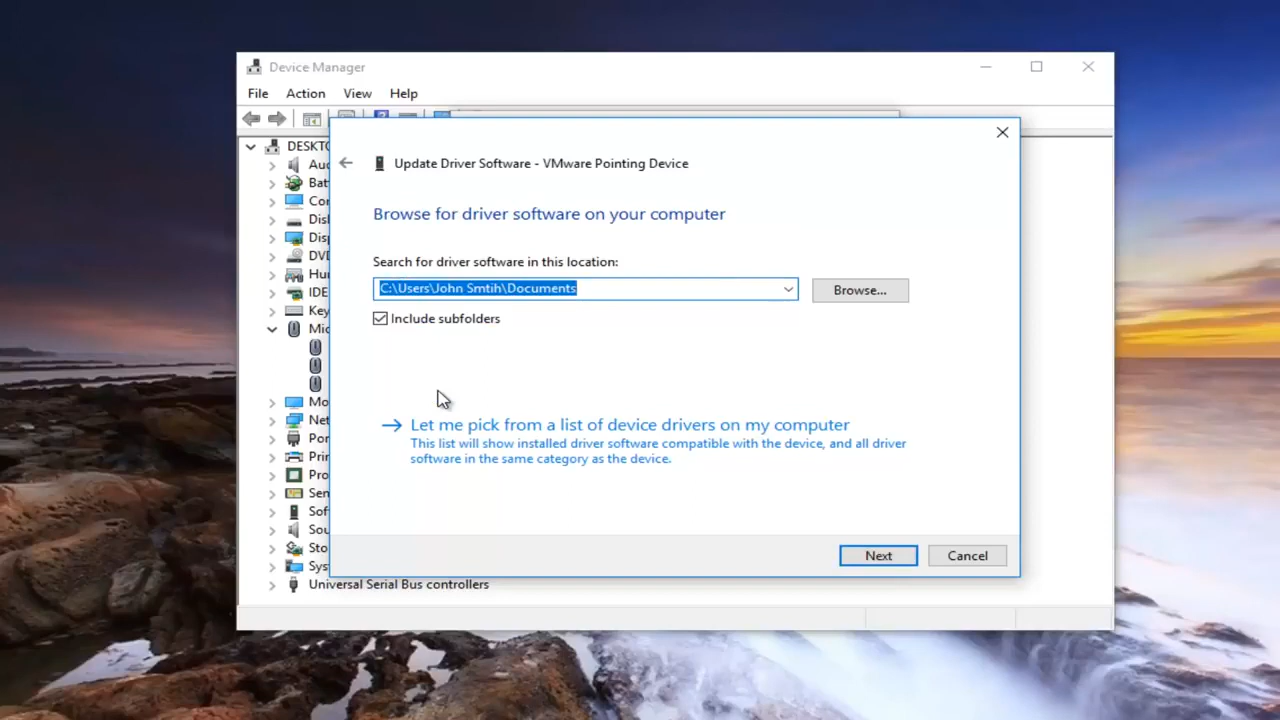 Device Manager
File Action View Help
Update Driver Software - VMware Pointing Device
Browse for driver software on your computer
Search for driver software in this location:
C:\Users\John Smtih\Documents
Browse...
Include subfolders
Let me pick from a list of device drivers on my computer
This list will show installed driver software compatible with the device, and all driver
software in the same category as the device.
Next Cancel
DESKTO
Aud
Bat
Cor
Disl
Disp
DVD
Hu
IDE
Key
Mic
Mo
Net
Por
Prin
Pro
Sen
Sof
Sou
Sto
Sys
Universal Serial Bus controllers